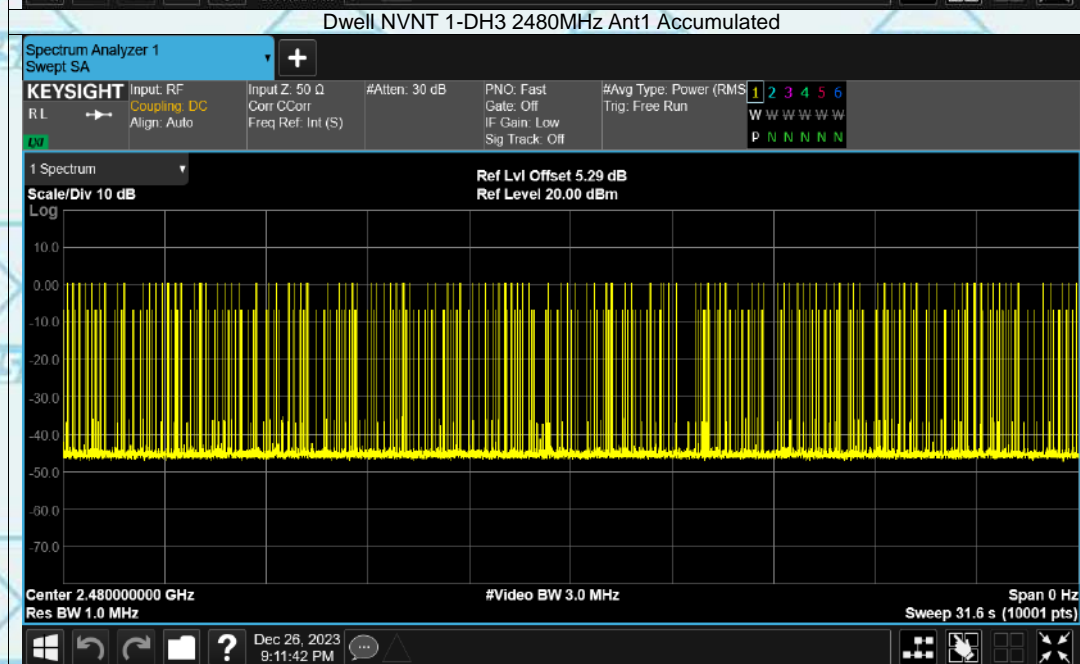 Dwell NVNT 1-DH3 2480MHz Ant1 Accumulated
Spectrum Analyzer 1
Swept SA
+
KEYSIGHT
RL
LXI
Input: RF
Coupling: DC
Align: Auto
Input Z: 50 Ω
Corr CCorr
Freq Ref: Int (S)
#Atten: 30 dB
PNO: Fast
Gate: Off
IF Gain: Low
Sig Track: Off
#Avg Type: Power (RMS
Trig: Free Run
1 2 3 4 5 6
W W W W W W
P N N N N N
1 Spectrum
Ref Lvl Offset 5.29 dB
Scale/Div 10 dB
Ref Level 20.00 dBm
Log
10.0
0.00
-10.0
-20.0
-30.0
-40.0
-50.0
-60.0
-70.0
Center 2.480000000 GHz
#Video BW 3.0 MHz
Span 0 Hz
Res BW 1.0 MHz
Sweep 31.6 s (10001 pts)
?
Dec 26, 2023
9:11:42 PM